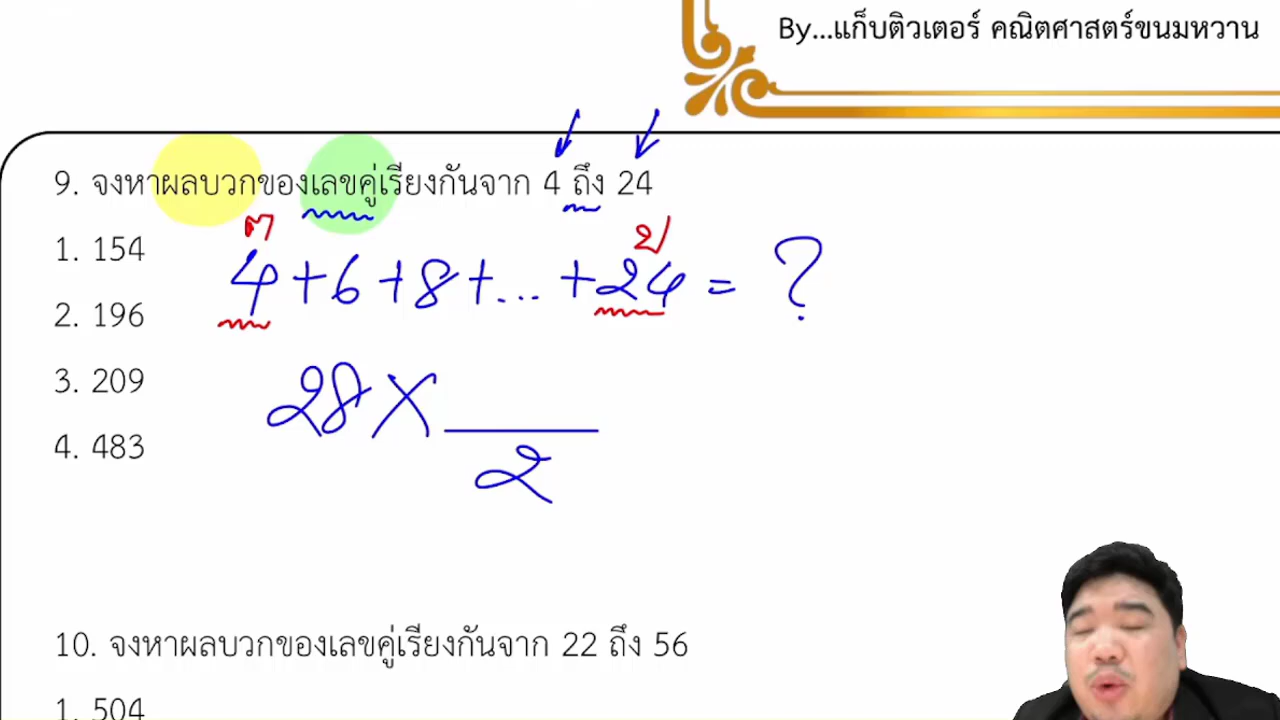 By...แก็บติวเตอร์ คณิตศาสตร์ขนมหวาน
9. จงหาผลบวกของเลขคู่เรียงกันจาก 4 ถึง 24
ต ป
1. 154
4+6+8+...+24= ?
2. 196
3. 209
28 × /2
4. 483
10. จงหาผลบวกของเลขคู่เรียงกันจาก 22 ถึง 56
1. 504